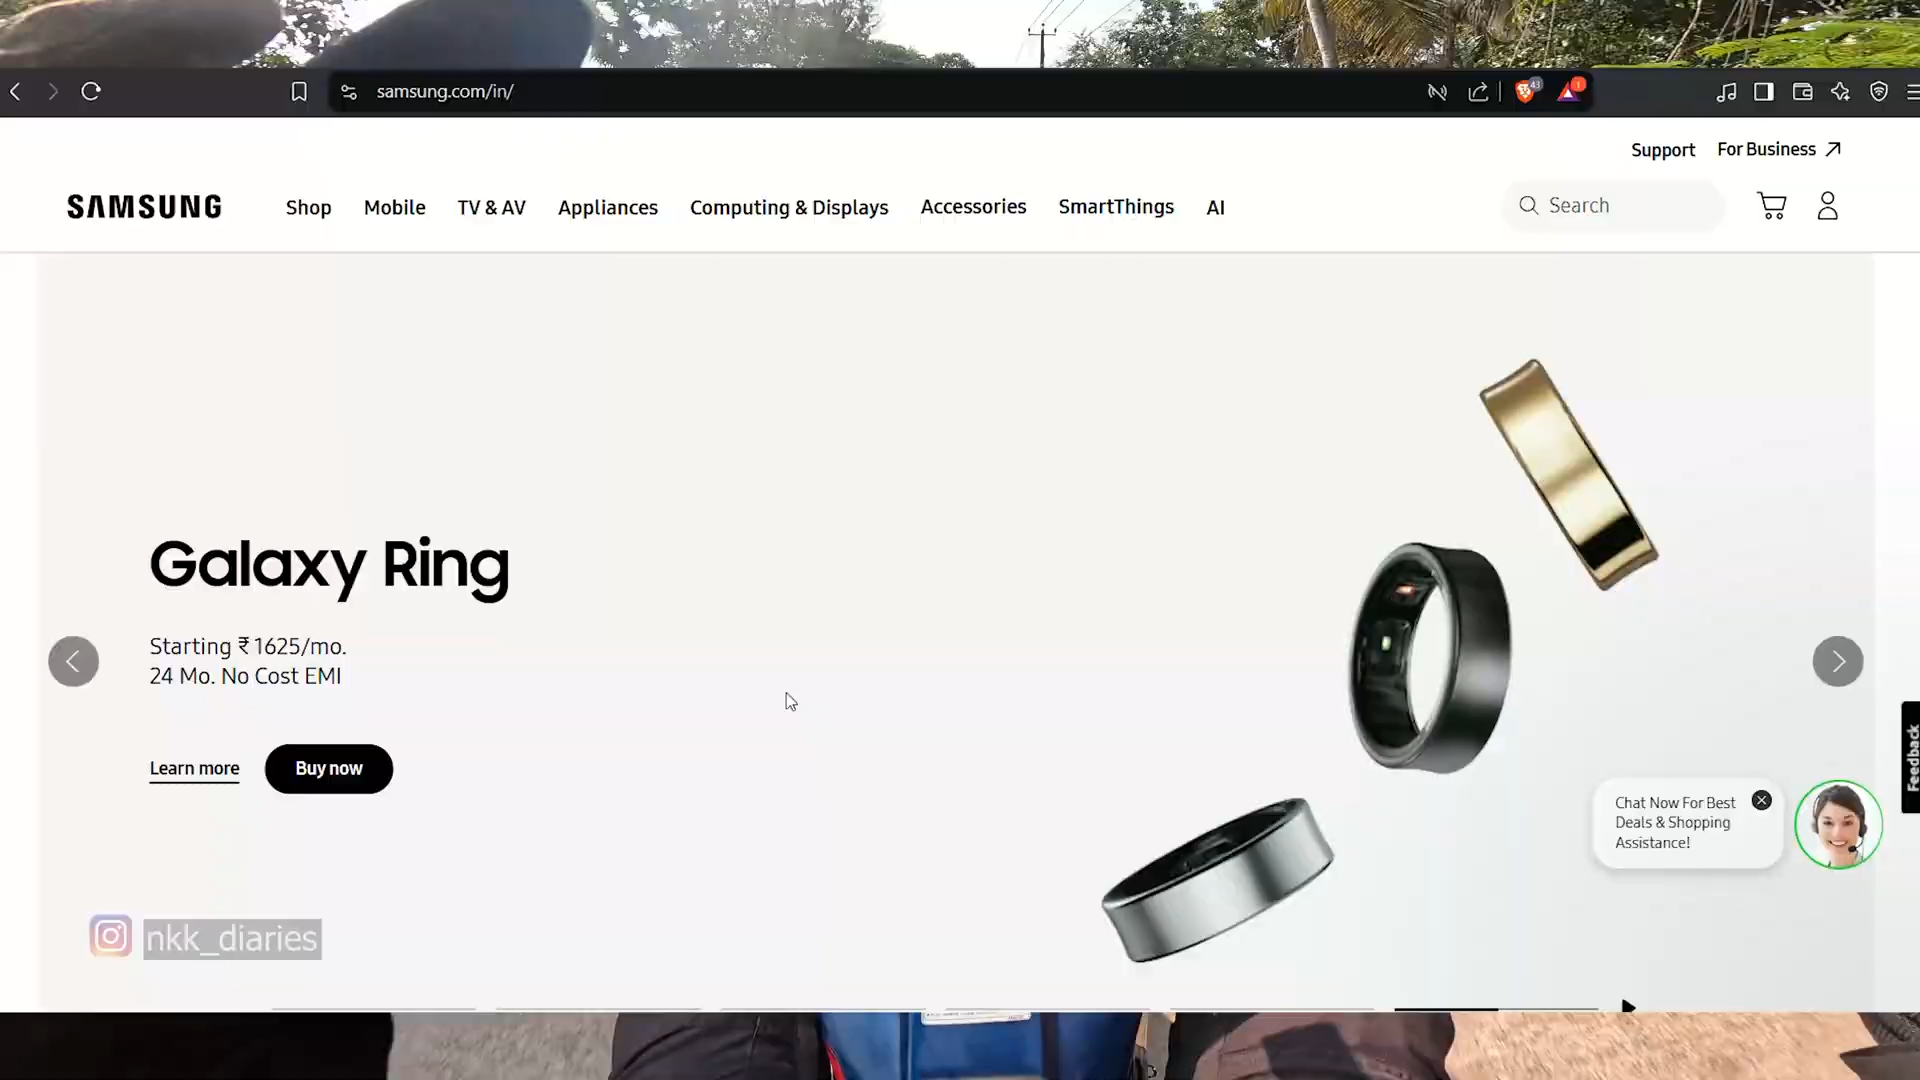 samsung.com/in/
43
1
Support
For Business
SAMSUNG
Shop
Mobile
TV & AV
Appliances
Computing & Displays
Accessories
SmartThings
AI
Search
Galaxy Ring
Starting ₹1625/mo.
24 Mo. No Cost EMI
Learn more
Buy now
Feedback
Chat Now For Best
Deals & Shopping
Assistance!
nkk_diaries